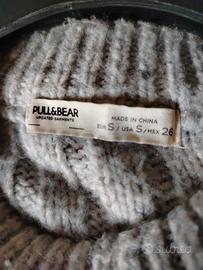 PULL&BEAR
UPDATED GARMENTS
MADE IN CHINA
EUR S / USA S / MEX 26
subito